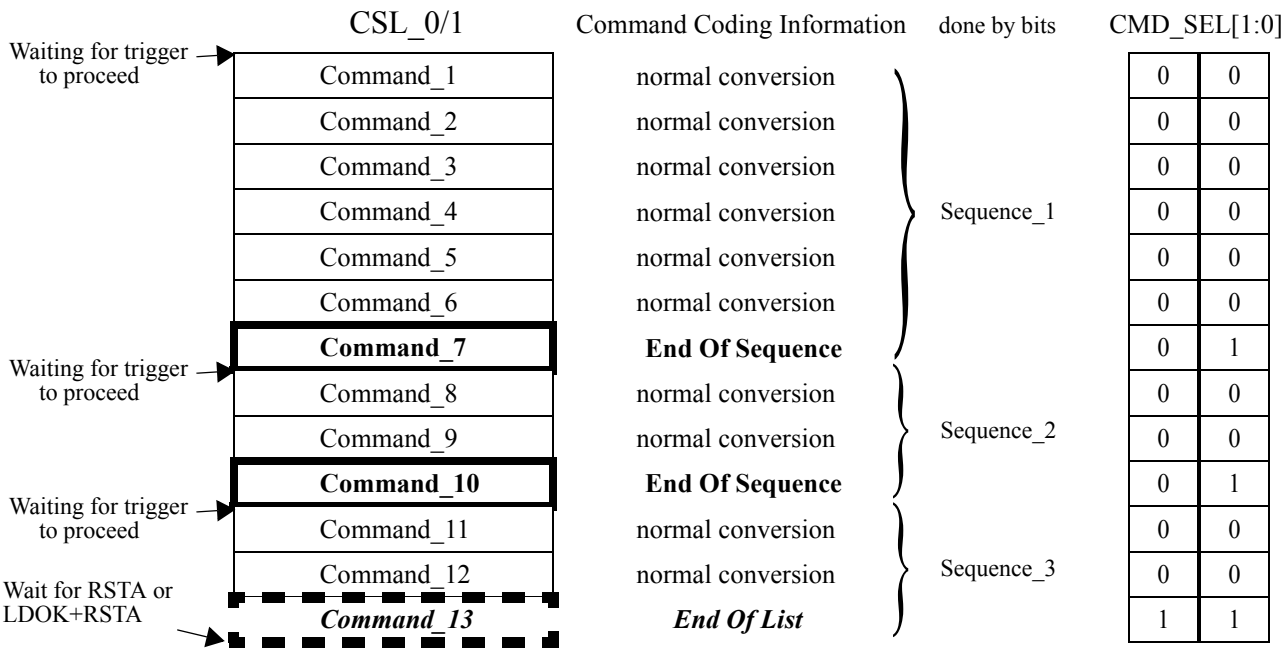 CSL_0/1 Command Coding Information done by bits CMD_SEL[1:0]
Waiting for trigger
to proceed
Command_1 normal conversion 0 0
Command_2 normal conversion 0 0
Command_3 normal conversion 0 0
Command_4 normal conversion Sequence_1 0 0
Command_5 normal conversion 0 0
Command_6 normal conversion 0 0
Command_7 End Of Sequence 0 1
Waiting for trigger
to proceed
Command_8 normal conversion 0 0
Command_9 normal conversion Sequence_2 0 0
Command_10 End Of Sequence 0 1
Waiting for trigger
to proceed
Command_11 normal conversion 0 0
Command_12 normal conversion Sequence_3 0 0
Wait for RSTA or
LDOK+RSTA
Command_13 End Of List 1 1